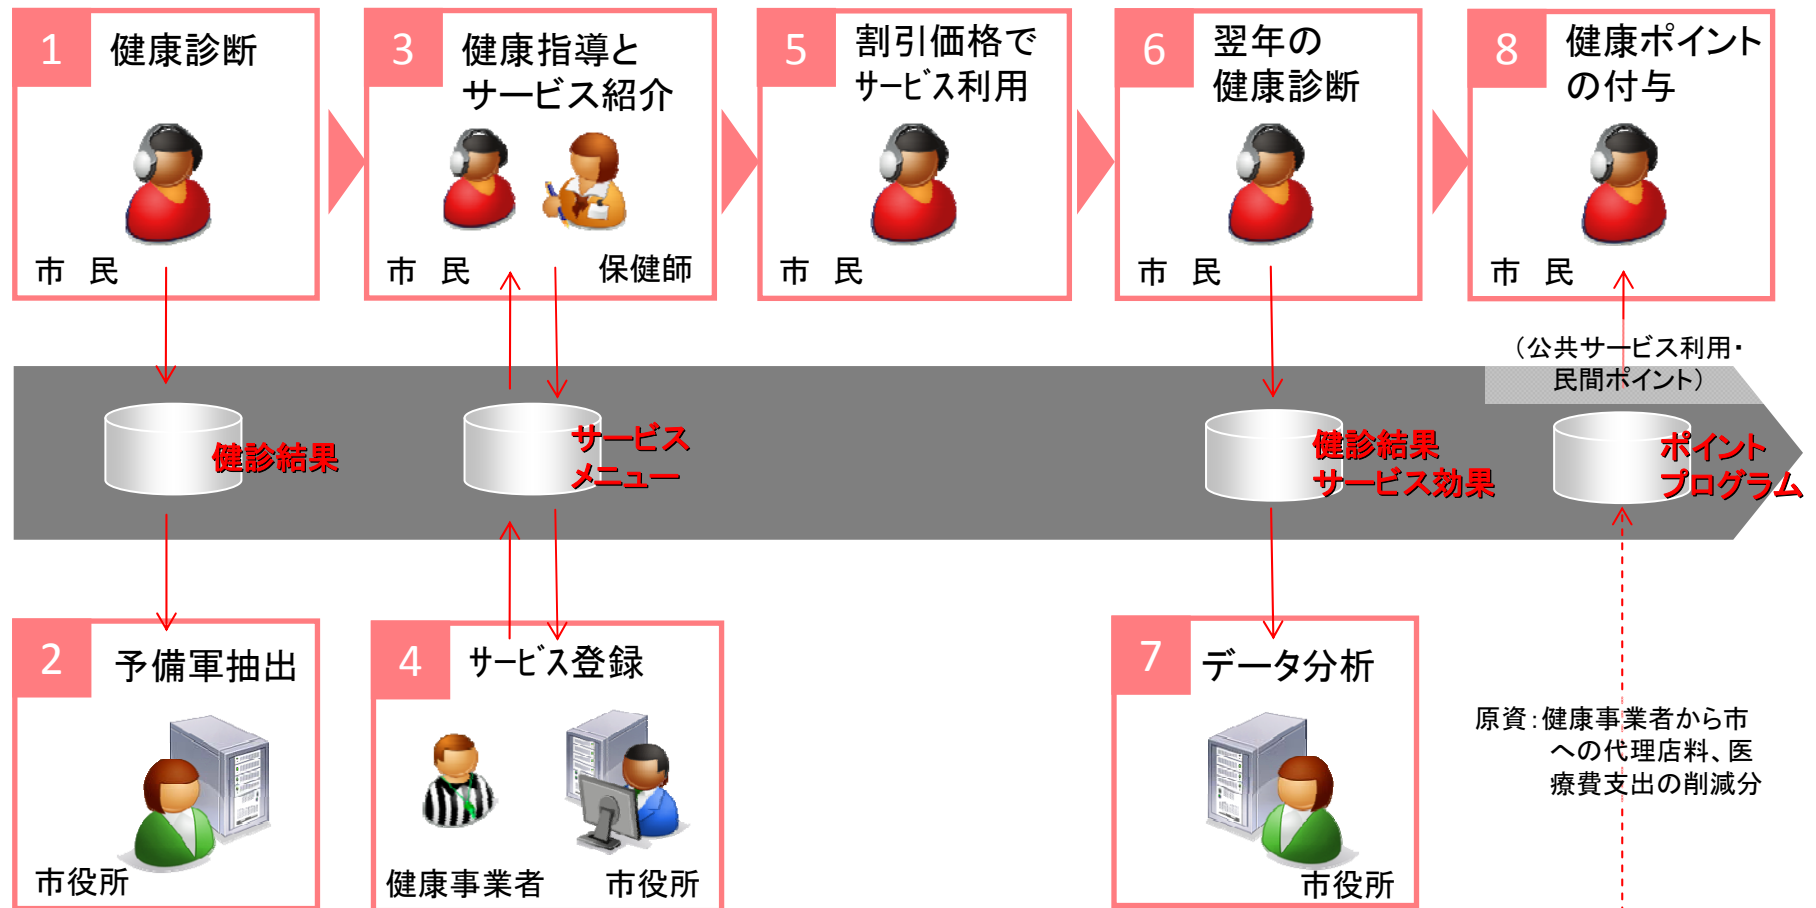 1
健康診断
市 民
3
健康指導と
サービス紹介
市 民
保健師
5
割引価格で
サービス利用
市 民
6
翌年の
健康診断
市 民
8
健康ポイント
の付与
市 民
（公共サービス利用・
民間ポイント）
健診結果
サービス
メニュー
健診結果
サービス効果
ポイント
プログラム
2
予備軍抽出
市役所
4
サービス登録
健康事業者
市役所
7
データ分析
市役所
原資：健康事業者から市
への代理店料、医
療費支出の削減分